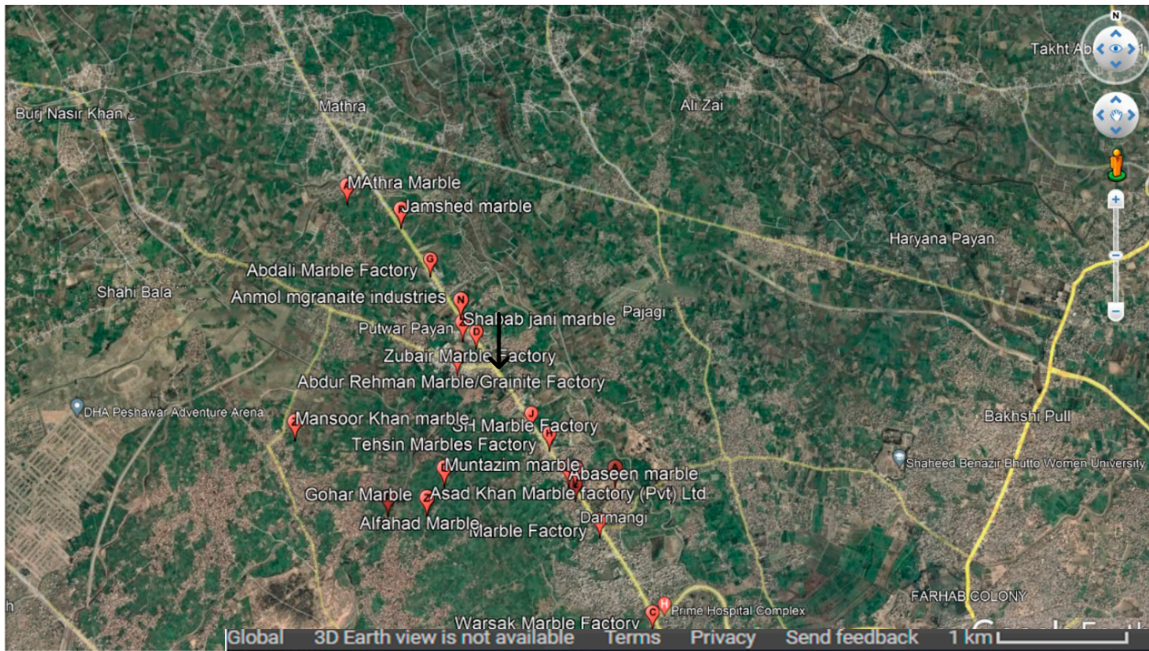 N
Takht Ab
Mathra
Ali Zai
Burj Nasir Khan
MAthra Marble
Jamshed marble
Haryana Payan
G
Abdali Marble Factory
Shahi Bala
Anmol mgranaite industries
N
Pajagi
Shabab jani marble
Putwar Payan
D
Zubair Marble Factory
Abdur Rehman Marble/Grainite Factory
DHA Peshawar Adventure Arena
J
Bakhshi Pull
Mansoor Khan marble
SH Marble Factory
Tehsin Marbles Factory
Muntazim marble
Abaseen marble
Shaheed Benazir Bhutto Women University
Gohar Marble
Z
Asad Khan Marble factory (Pvt) Ltd
Alfahad Marble
Marble Factory
Darmangi
FARHAB COLONY
H
C
Prime Hospital Complex
Warsak Marble Factory
Global 3D Earth view is not available Terms Privacy Send feedback 1 km